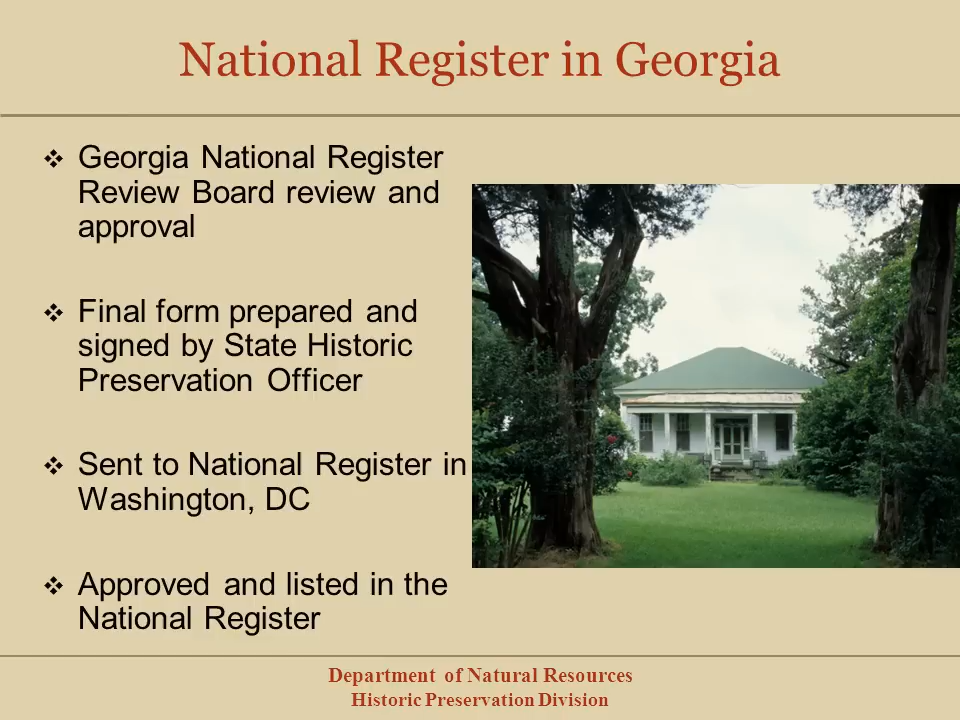 National Register in Georgia
❖ Georgia National Register
Review Board review and
approval
❖ Final form prepared and
signed by State Historic
Preservation Officer
❖ Sent to National Register in
Washington, DC
❖ Approved and listed in the
National Register
Department of Natural Resources
Historic Preservation Division